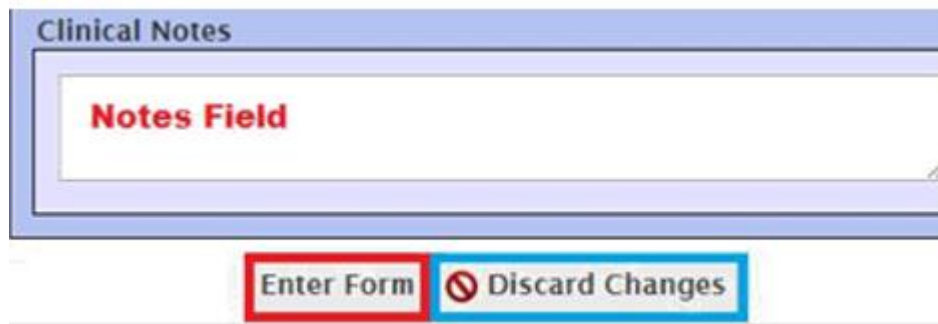 Clinical Notes
Notes Field
Enter Form Discard Changes